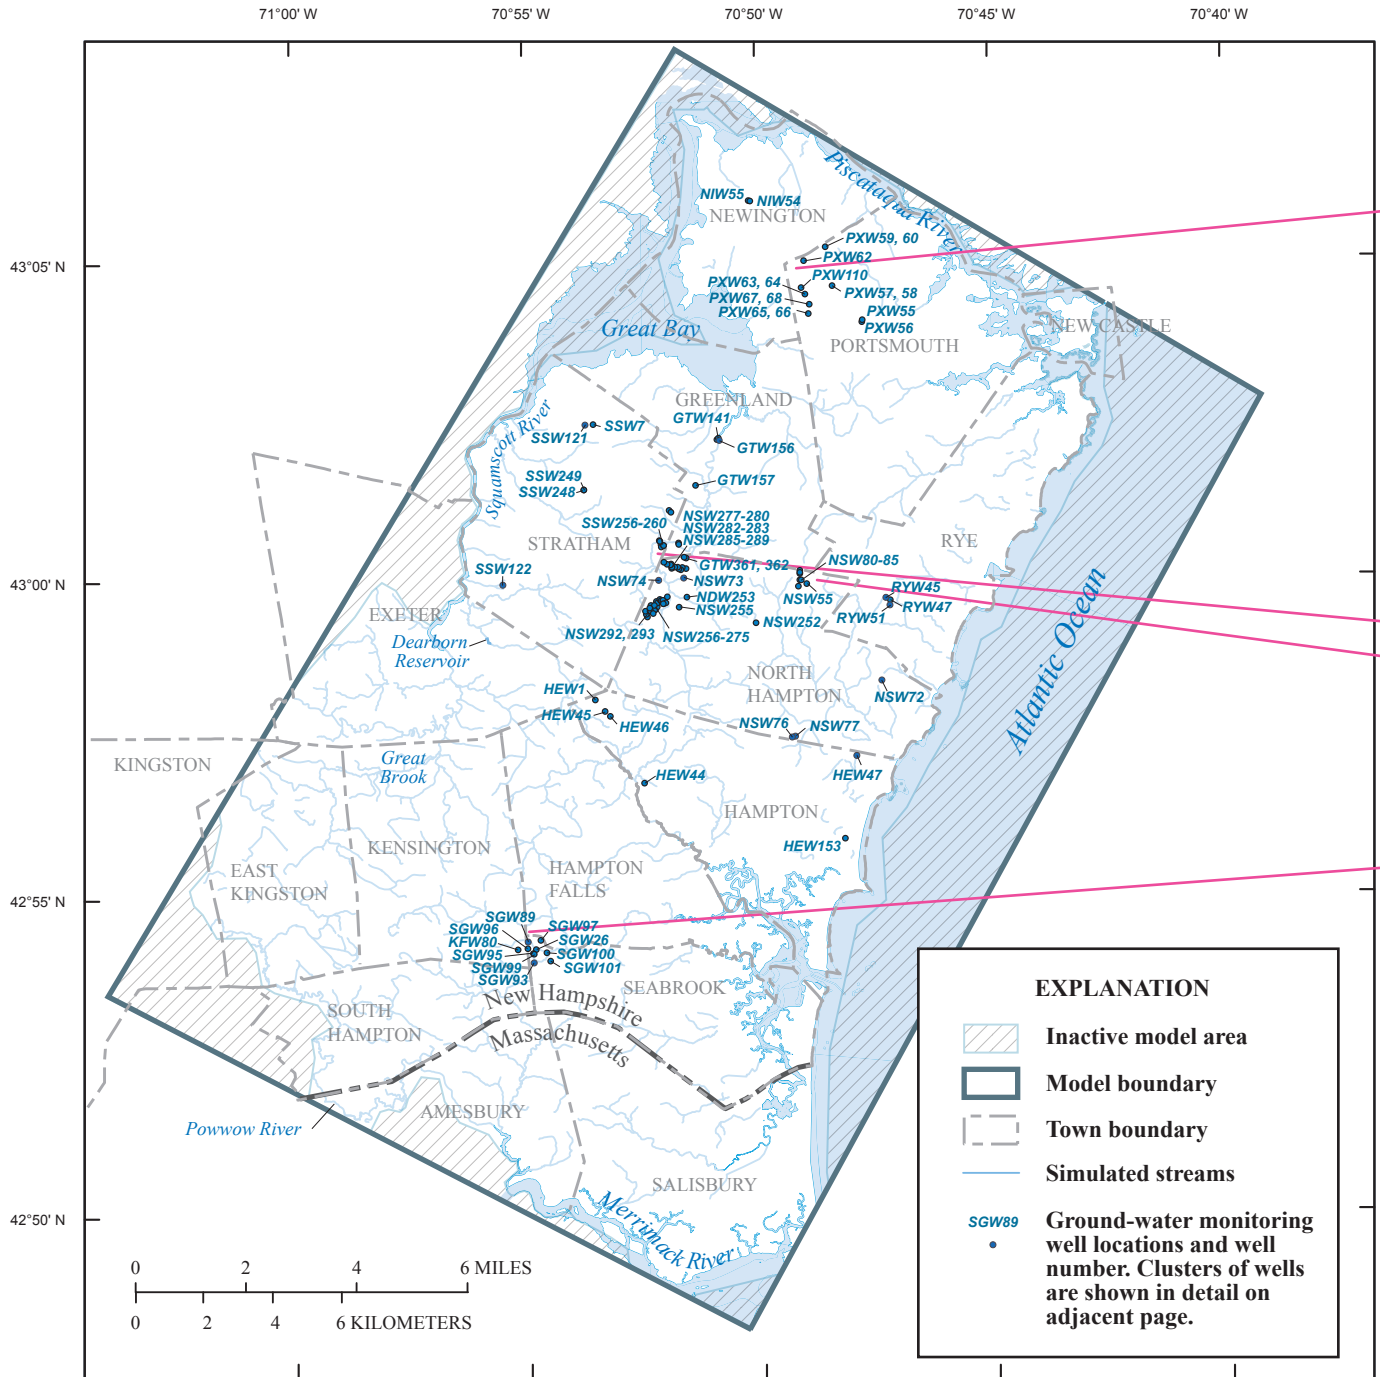 71°00' W
70°55' W
70°50' W
70°45' W
70°40' W
43°05' N
43°00' N
42°55' N
42°50' N
Piscataqua River
NIW55
NIW54
NEWINGTON
PXW59, 60
PXW62
PXW110
PXW63, 64
PXW57, 58
PXW67, 68
PXW65, 66
PXW55
PXW56
NEW CASTLE
Great Bay
PORTSMOUTH
GREENLAND
GTW141
GTW156
SSW7
SSW121
Squamscott River
SSW249
SSW248
GTW157
NSW277-280
SSW256-260
NSW282-283
NSW285-289
STRATHAM
RYE
GTW361, 362
NSW80-85
SSW122
NSW74
NSW73
RYW45
NDW253
NSW55
RYW47
NSW255
RYW51
EXETER
NSW252
NSW292, 293
NSW256-275
Dearborn
Reservoir
Atlantic Ocean
NORTH
HAMPTON
HEW1
NSW72
HEW45
HEW46
NSW76
NSW77
KINGSTON
Great
Brook
HEW44
HEW47
HAMPTON
HEW153
KENSINGTON
EAST
KINGSTON
HAMPTON
FALLS
SGW89
SGW97
SGW96
KFW80
SGW26
SGW95
SGW100
SGW99
SGW101
SGW93
SEABROOK
New Hampshire
Massachusetts
SOUTH
HAMPTON
AMESBURY
Powwow River
SALISBURY
Merrimack River
0 2 4 6 MILES
0 2 4 6 KILOMETERS
EXPLANATION
Inactive model area
Model boundary
Town boundary
Simulated streams
SGW89
Ground-water monitoring
well locations and well
number. Clusters of wells
are shown in detail on
adjacent page.